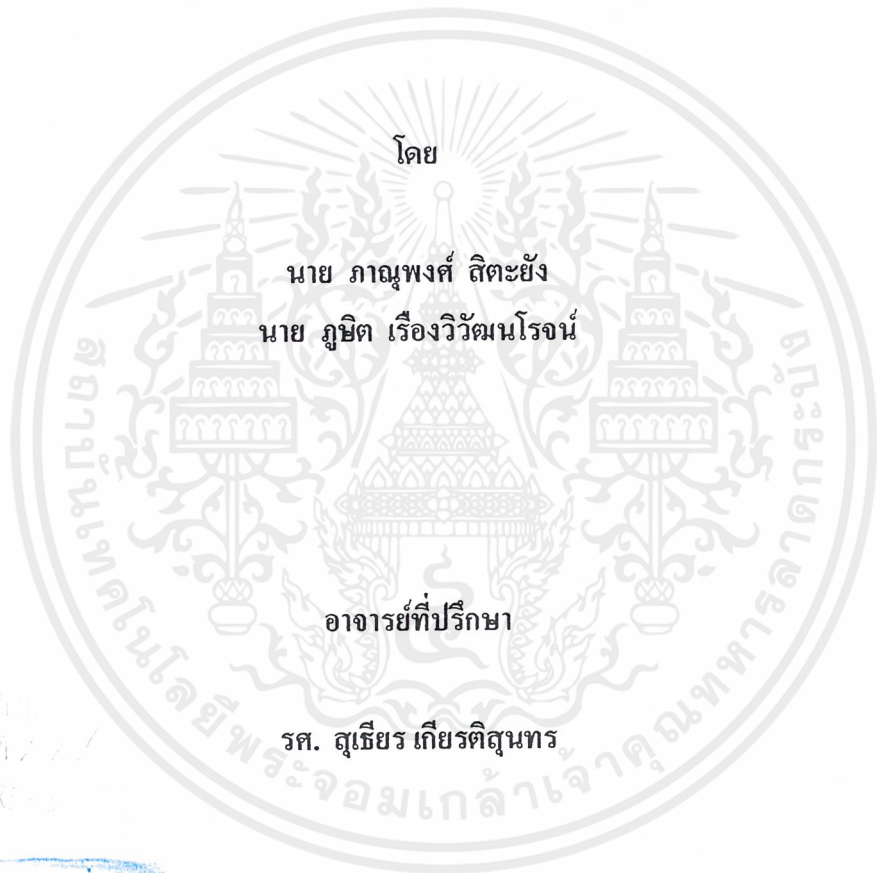 โดย
นาย ภาณุพงศ์ สิตะยัง
นาย ภูษิต เรืองวิวัฒนโรจน์
อาจารย์ที่ปรึกษา
รศ. สุเธียร เกียรติสุนทร
สถาบันเทคโนโลยีพระจอมเกล้าเจ้าคุณทหารลาดกระบัง